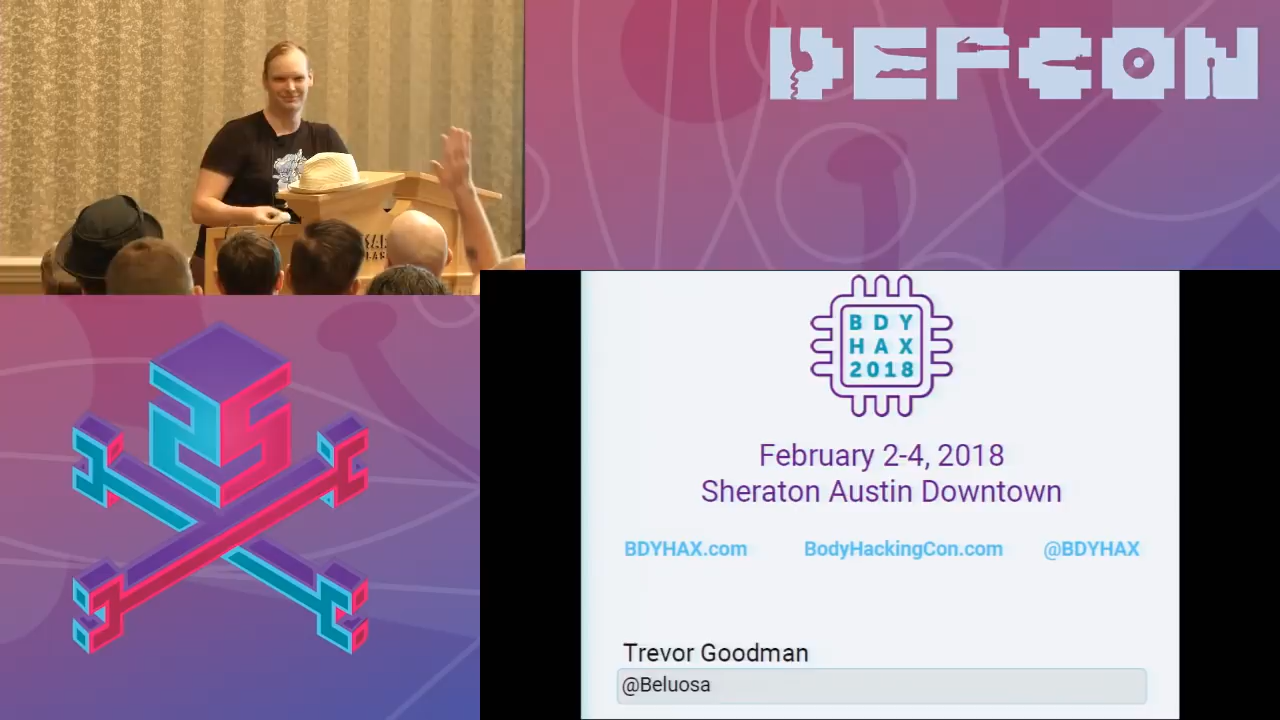 DEFCON
BDY
HAX
2018
February 2-4, 2018
Sheraton Austin Downtown
BDYHAX.com BodyHackingCon.com @BDYHAX
Trevor Goodman
@Beluosa
25